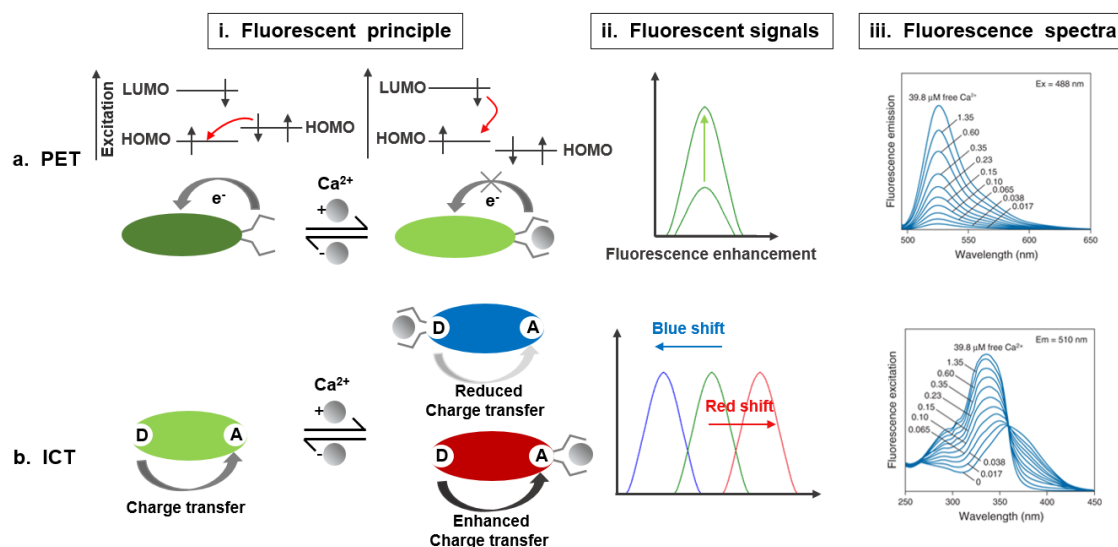 i. Fluorescent principle
ii. Fluorescent signals
iii. Fluorescence spectra
a. PET
Excitation
LUMO
HOMO
HOMO
LUMO
HOMO
HOMO
e-
Ca2+
+
-
e-
Fluorescence enhancement
Ex = 488 nm
39.8 µM free Ca2+
1.35
0.60
0.35
0.23
0.15
0.10
0.065
0.038
0.017
Fluorescence emission
500
550
600
650
Wavelength (nm)
b. ICT
D
A
Charge transfer
Ca2+
+
-
D
A
Reduced
Charge transfer
D
A
Enhanced
Charge transfer
Blue shift
Red shift
Em = 510 nm
39.8 µM free Ca2+
1.35
0.60
0.35
0.23
0.15
0.10
0.065
0.038
0.017
0
Fluorescence excitation
250
300
350
400
450
Wavelength (nm)